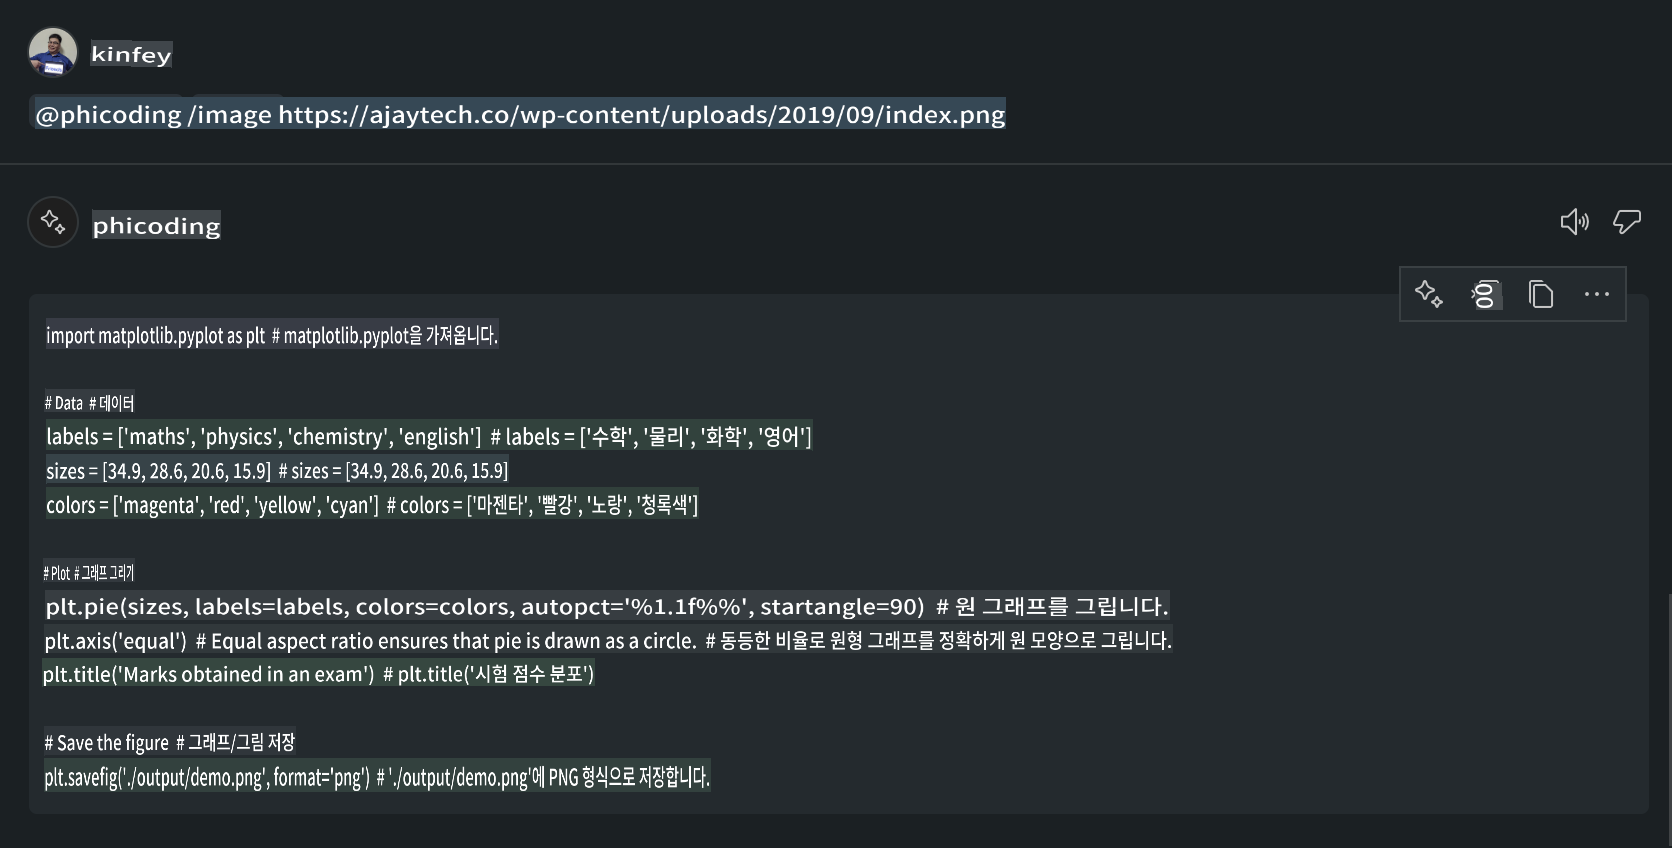 kinfey
@phicoding /image https://ajaytech.co/wp-content/uploads/2019/09/index.png
phicoding
import matplotlib.pyplot as plt # matplotlib.pyplot을 가져옵니다.
# Data # 데이터
labels = ['maths', 'physics', 'chemistry', 'english'] # labels = ['수학', '물리', '화학', '영어']
sizes = [34.9, 28.6, 20.6, 15.9] # sizes = [34.9, 28.6, 20.6, 15.9]
colors = ['magenta', 'red', 'yellow', 'cyan'] # colors = ['마젠타', '빨강', '노랑', '청록색']
# Plot # 그래프 그리기
plt.pie(sizes, labels=labels, colors=colors, autopct='%1.1f%%', startangle=90) # 원 그래프를 그립니다.
plt.axis('equal') # Equal aspect ratio ensures that pie is drawn as a circle. # 동등한 비율로 원형 그래프를 정확하게 원 모양으로 그립니다.
plt.title('Marks obtained in an exam') # plt.title('시험 점수 분포')
# Save the figure # 그래프/그림 저장
plt.savefig('./output/demo.png', format='png') # './output/demo.png'에 PNG 형식으로 저장합니다.